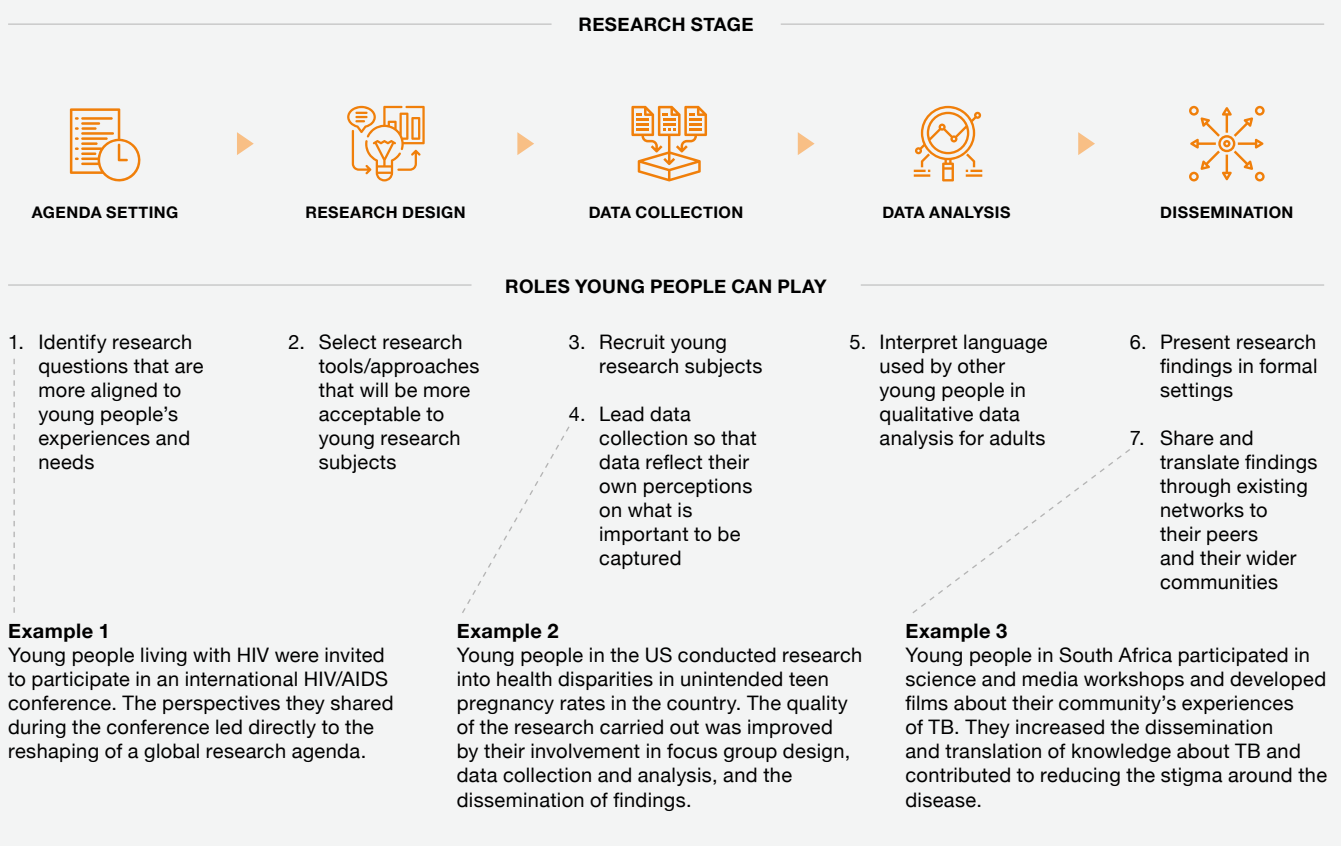 RESEARCH STAGE
AGENDA SETTING
RESEARCH DESIGN
DATA COLLECTION
DATA ANALYSIS
DISSEMINATION
ROLES YOUNG PEOPLE CAN PLAY
1. Identify research
questions that are
more aligned to
young people's
experiences and
needs
2. Select research
tools/approaches
that will be more
acceptable to
young research
subjects
3. Recruit young
research subjects
4. Lead data
collection so that
data reflect their
own perceptions
on what is
important to be
captured
5. Interpret language
used by other
young people in
qualitative data
analysis for adults
6. Present research
findings in formal
settings
7. Share and
translate findings
through existing
networks to
their peers
and their wider
communities
Example 1
Young people living with HIV were invited
to participate in an international HIV/AIDS
conference. The perspectives they shared
during the conference led directly to the
reshaping of a global research agenda.
Example 2
Young people in the US conducted research
into health disparities in unintended teen
pregnancy rates in the country. The quality
of the research carried out was improved
by their involvement in focus group design,
data collection and analysis, and the
dissemination of findings.
Example 3
Young people in South Africa participated in
science and media workshops and developed
films about their community's experiences
of TB. They increased the dissemination
and translation of knowledge about TB and
contributed to reducing the stigma around the
disease.